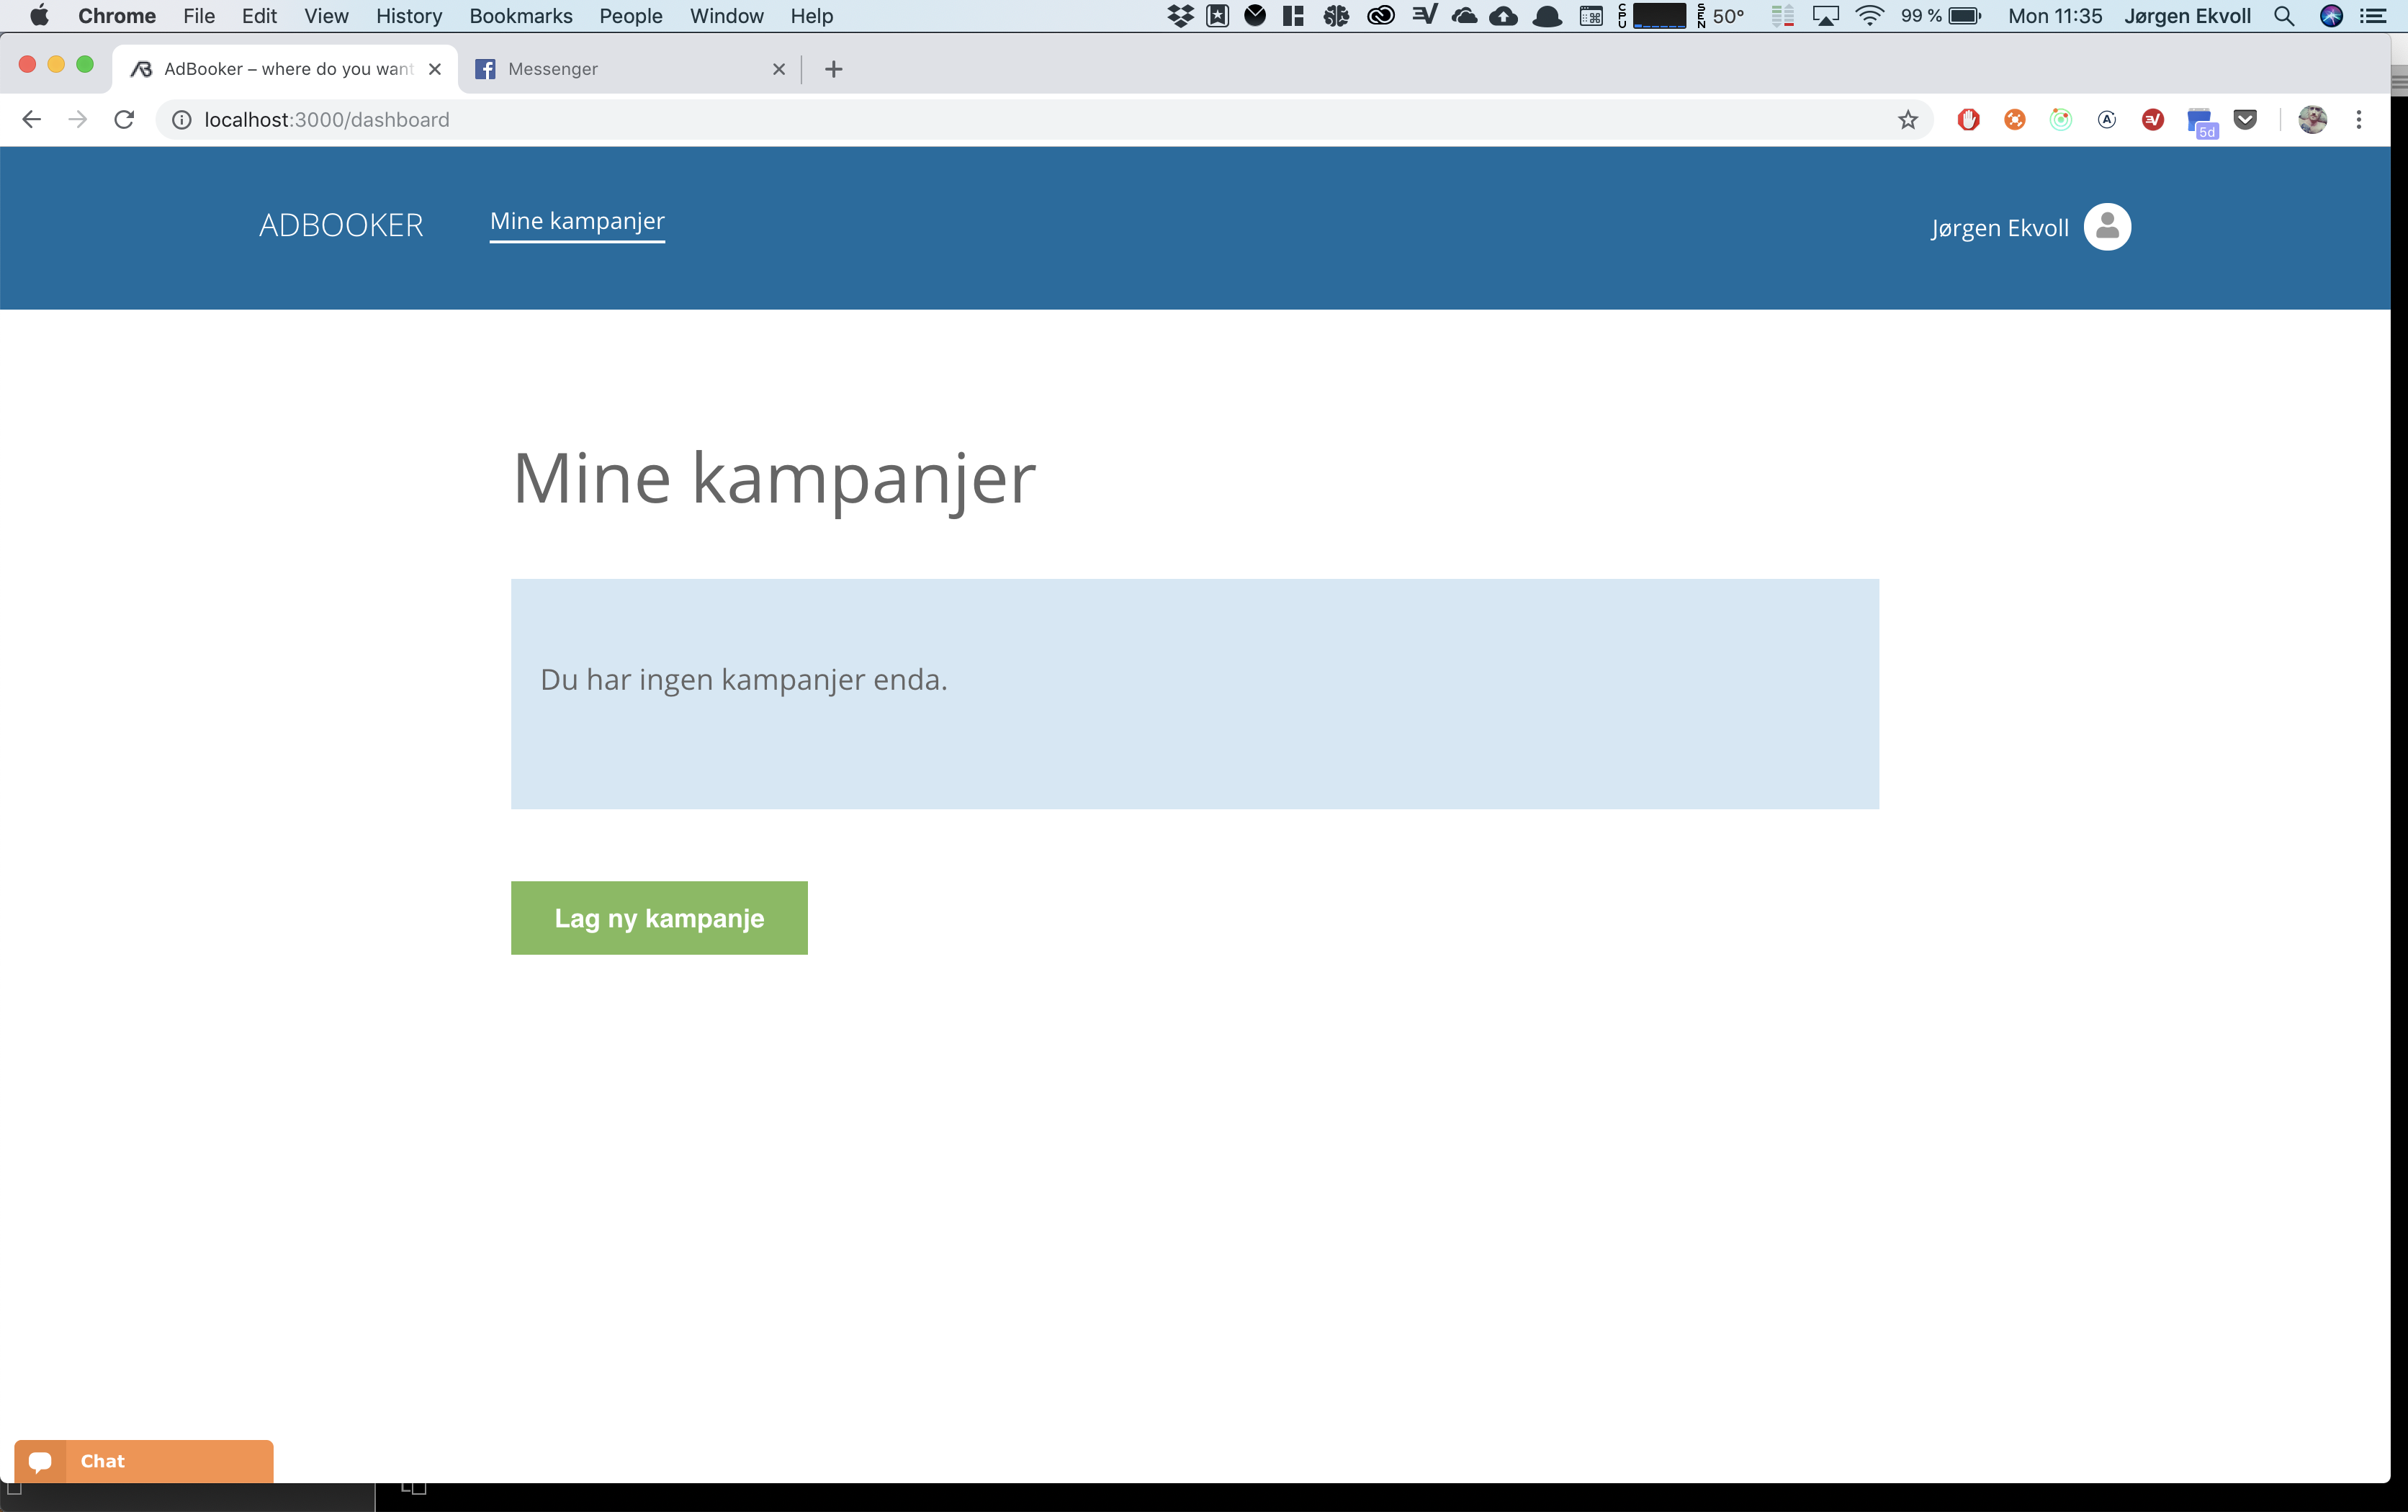 Chrome File Edit View History Bookmarks People Window Help CPU SEN 50° 99 % Mon 11:35 Jørgen Ekvoll
AdBooker – where do you want Messenger
localhost:3000/dashboard 5d
ADBOOKER Mine kampanjer Jørgen Ekvoll
Mine kampanjer
Du har ingen kampanjer enda.
Lag ny kampanje
Chat